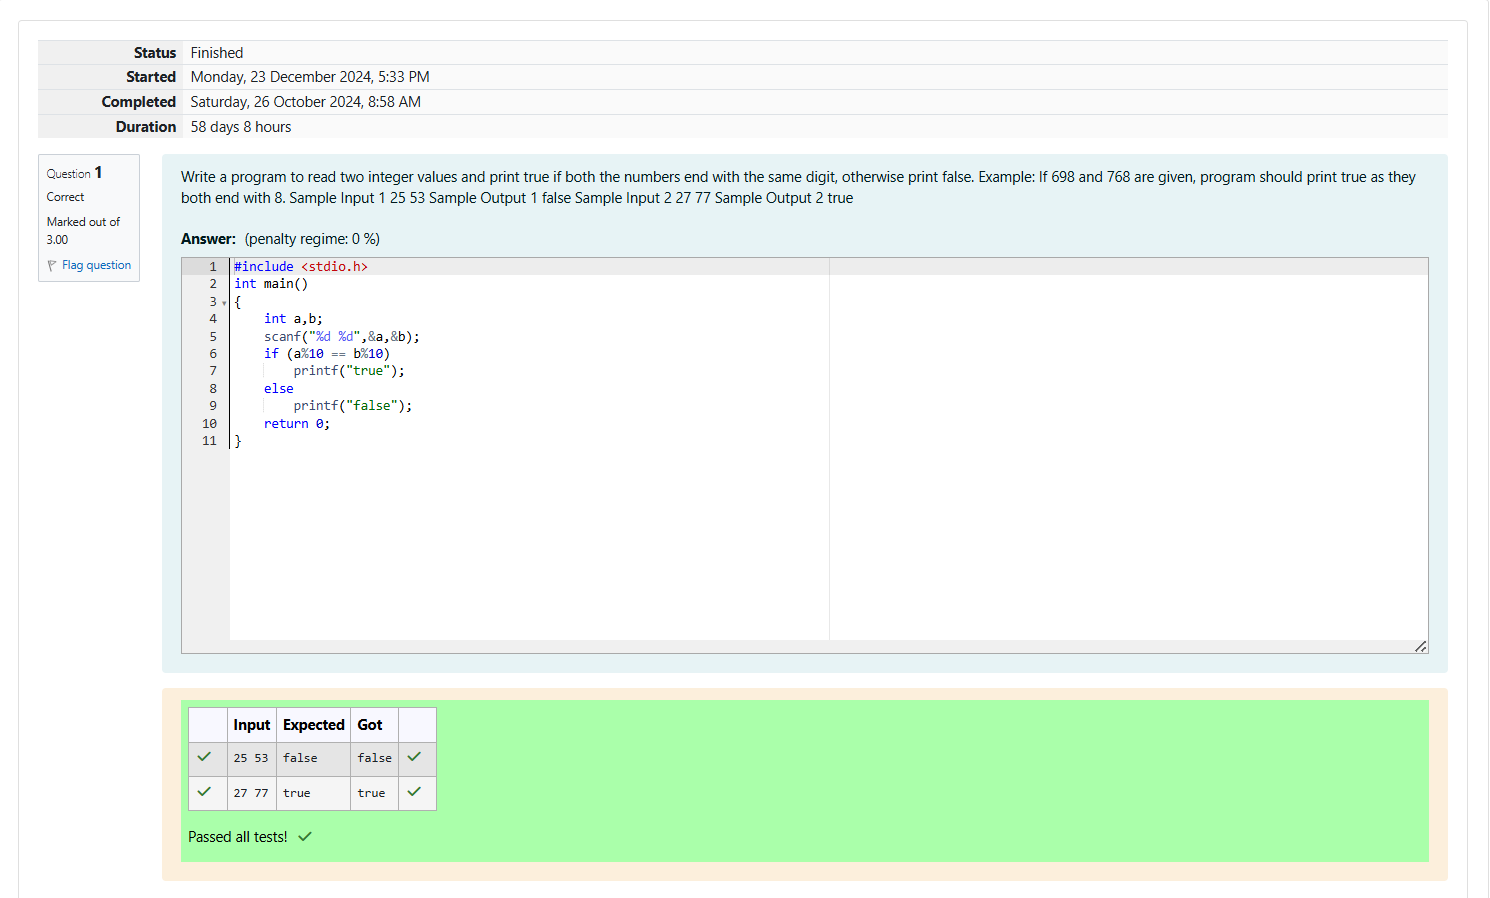 Status Finished
Started Monday, 23 December 2024, 5:33 PM
Completed Saturday, 26 October 2024, 8:58 AM
Duration 58 days 8 hours
Question 1
Correct
Marked out of
3.00
Flag question
Write a program to read two integer values and print true if both the numbers end with the same digit, otherwise print false. Example: If 698 and 768 are given, program should print true as they
both end with 8. Sample Input 1 25 53 Sample Output 1 false Sample Input 2 27 77 Sample Output 2 true
Answer: (penalty regime: 0 %)
1 #include <stdio.h>
2 int main()
3 {
4     int a,b;
5     scanf("%d %d",&a,&b);
6     if (a%10 == b%10)
7         printf("true");
8     else
9         printf("false");
10     return 0;
11 }
Input Expected Got
25 53 false false
27 77 true true
Passed all tests!